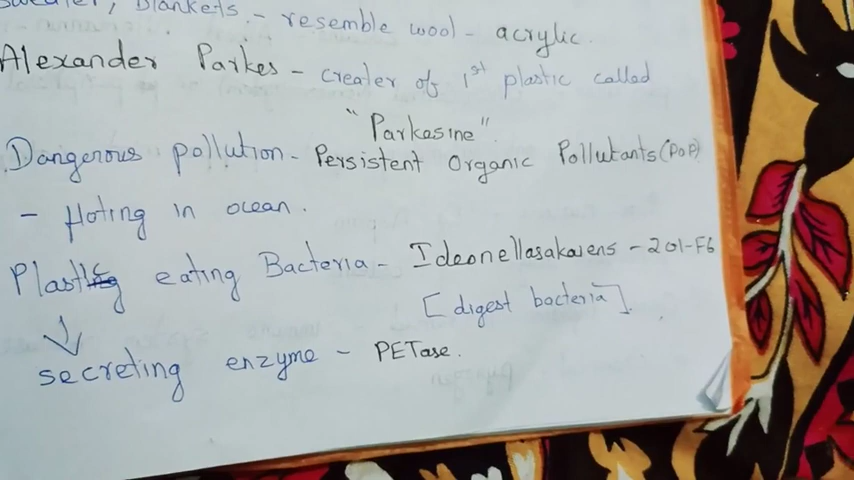 Sweater, Blankets. - resemble wool - acrylic.
Alexander Parkes - creater of 1st plastic called
"Parkesine".
Dangerous pollution - Persistent Organic Pollutants (POP)
- floting in ocean.
Plastic eating Bacteria - Ideonellasakaiens - 201-F6
[digest bacteria].
secreting enzyme - PETase.